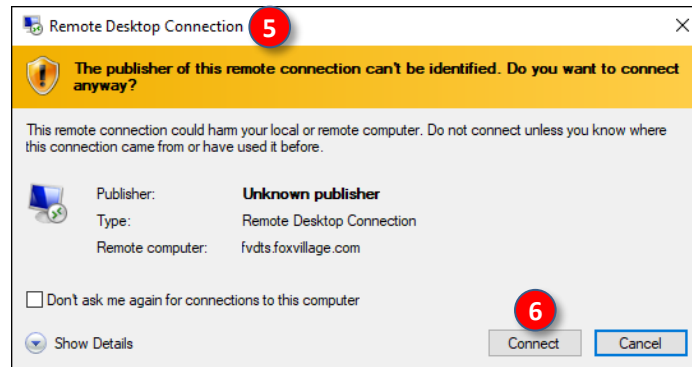 Remote Desktop Connection
5
The publisher of this remote connection can't be identified. Do you want to connect
anyway?
This remote connection could harm your local or remote computer. Do not connect unless you know where
this connection came from or have used it before.
Publisher: Unknown publisher
Type: Remote Desktop Connection
Remote computer: fvdts.foxvillage.com
Don't ask me again for connections to this computer
6
Show Details Connect Cancel